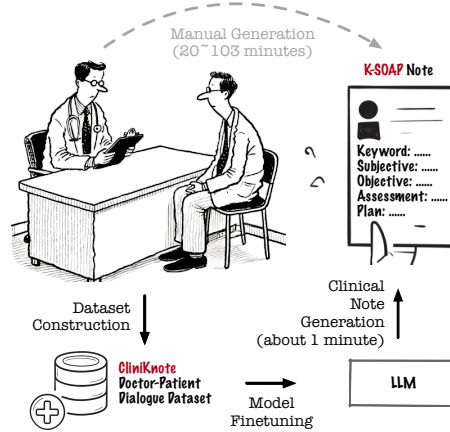 Manual Generation
(20~103 minutes)
K-SOAP Note
Keyword: ......
Subjective: ......
Objective: ......
Assessment: ......
Plan: ......
Dataset
Construction
Clinical
Note
Generation
(about 1 minute)
CliniKnote
Doctor-Patient
Dialogue Dataset
Model
Finetuning
LLM